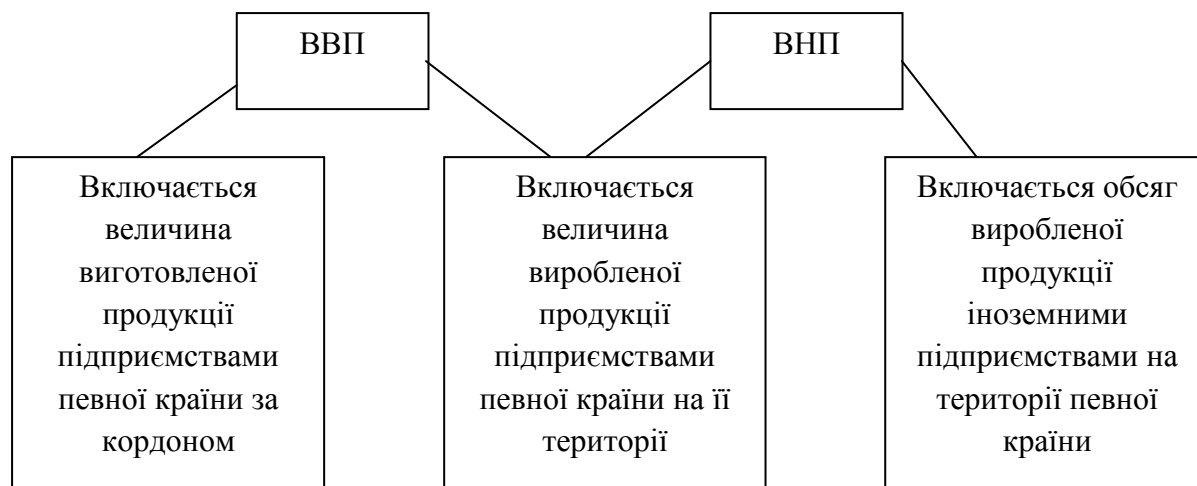 ВВП
ВНП
Включається
величина
виготовленої
продукції
підприємствами
певної країни за
кордоном
Включається
величина
виробленої
продукції
підприємствами
певної країни на її
території
Включається обсяг
виробленої
продукції
іноземними
підприємствами на
території певної
країни